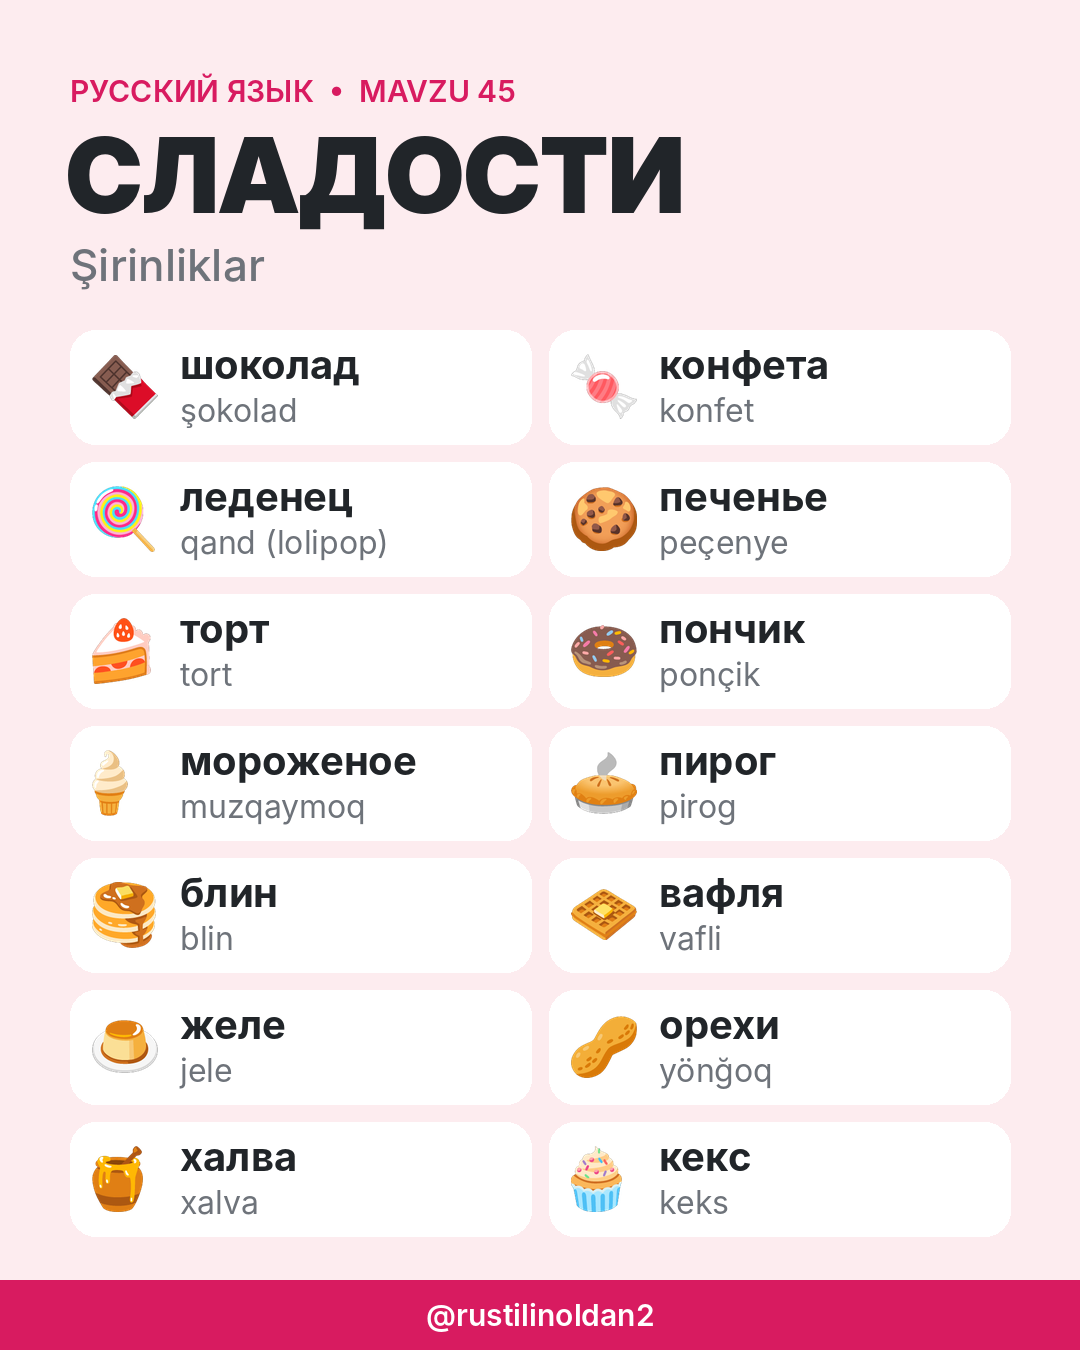 РУССКИЙ ЯЗЫК • MAVZU 45
СЛАДОСТИ
Şirinliklar
шоколад
şokolad
конфета
konfet
леденец
qand (lolipop)
печенье
peçenye
торт
tort
пончик
ponçik
мороженое
muzqaymoq
пирог
pirog
блин
blin
вафля
vafli
желе
jele
орехи
yönğoq
халва
xalva
кекс
keks
@rustilinoldan2